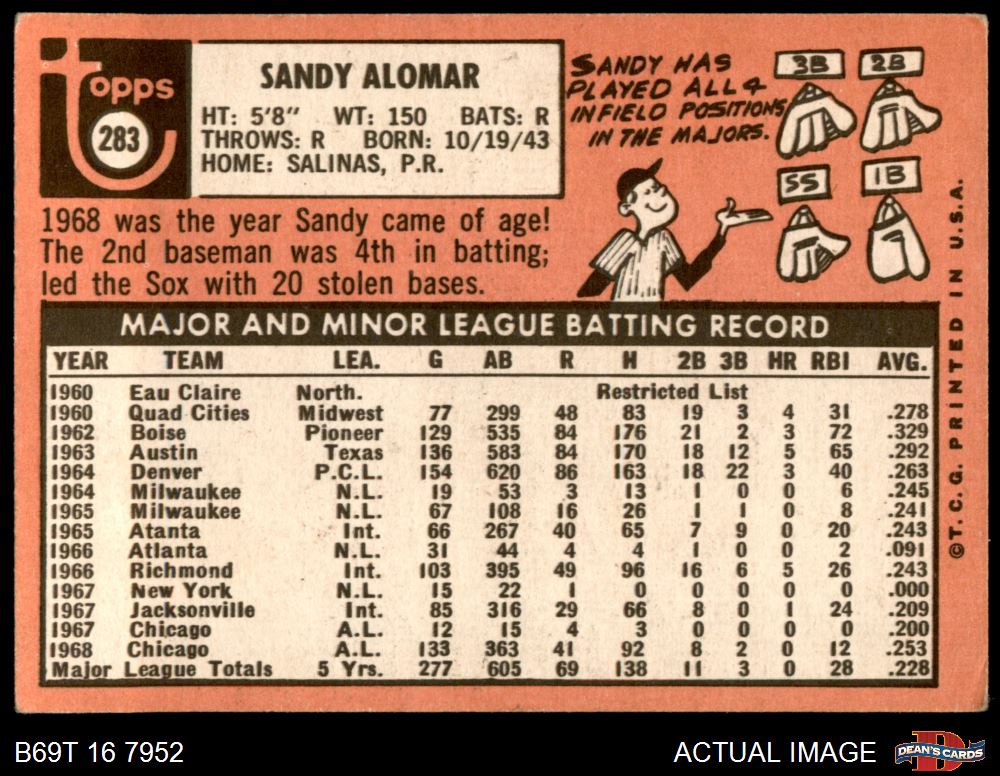 Topps
283
SANDY ALOMAR
HT: 5'8" WT: 150 BATS: R
THROWS: R BORN: 10/19/43
HOME: SALINAS, P.R.
SANDY HAS
PLAYED ALL 4
INFIELD POSITIONS
IN THE MAJORS.
3B 2B
SS 1B
1968 was the year Sandy came of age!
The 2nd baseman was 4th in batting;
led the Sox with 20 stolen bases.
MAJOR AND MINOR LEAGUE BATTING RECORD
YEAR TEAM LEA. G AB R H 2B 3B HR RBI AVG.
1960 Eau Claire North. Restricted List
1960 Quad Cities Midwest 77 299 48 83 19 3 4 31 .278
1962 Boise Pioneer 129 535 84 176 21 2 3 72 .329
1963 Austin Texas 136 583 84 170 18 12 5 65 .292
1964 Denver P.C.L. 154 620 86 163 18 22 3 40 .263
1964 Milwaukee N.L. 19 53 3 13 1 0 0 6 .245
1965 Milwaukee N.L. 67 108 16 26 1 1 0 8 .241
1965 Atanta Int. 66 267 40 65 7 9 0 20 .243
1966 Atlanta N.L. 31 44 4 4 1 0 0 2 .091
1966 Richmond Int. 103 395 49 96 16 6 5 26 .243
1967 New York N.L. 15 22 1 0 0 0 0 0 .000
1967 Jacksonville Int. 85 316 29 66 8 0 1 24 .209
1967 Chicago A.L. 12 15 4 3 0 0 0 0 .200
1968 Chicago A.L. 133 363 41 92 8 2 0 12 .253
Major League Totals 5 Yrs. 277 605 69 138 11 3 0 28 .228
©T.C.G. PRINTED IN U.S.A.
B69T 16 7952
ACTUAL IMAGE
DEAN'S CARDS